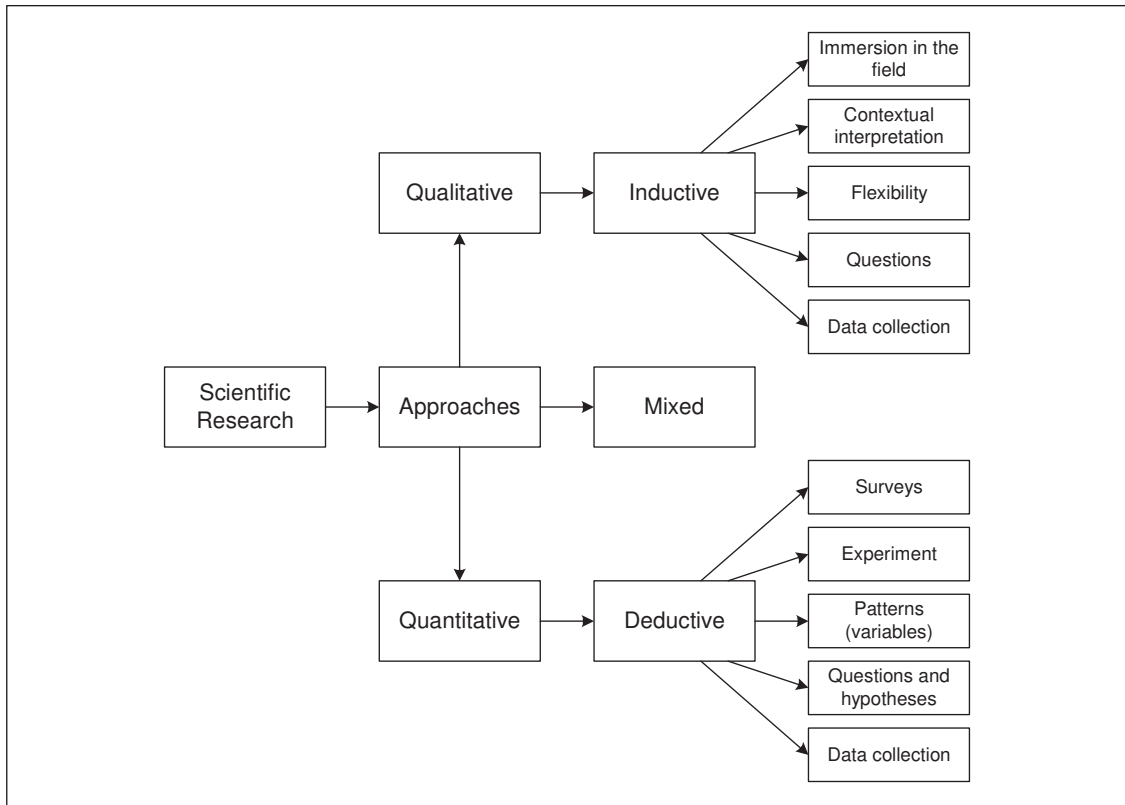 Immersion in the
field
Contextual
interpretation
Qualitative
Inductive
Flexibility
Questions
Data collection
Scientific
Research
Approaches
Mixed
Surveys
Experiment
Quantitative
Deductive
Patterns
(variables)
Questions and
hypotheses
Data collection